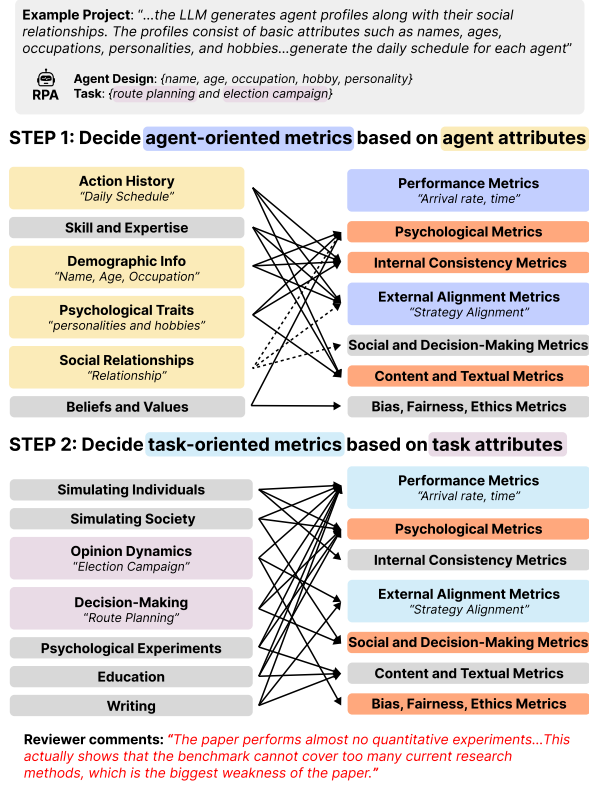 Example Project: “...the LLM generates agent profiles along with their social
relationships. The profiles consist of basic attributes such as names, ages,
occupations, personalities, and hobbies...generate the daily schedule for each agent”
RPA
Agent Design: {name, age, occupation, hobby, personality}
Task: {route planning and election campaign}
STEP 1: Decide agent-oriented metrics based on agent attributes
Action History
“Daily Schedule”
Skill and Expertise
Demographic Info
“Name, Age, Occupation”
Psychological Traits
“personalities and hobbies”
Social Relationships
“Relationship”
Beliefs and Values
Performance Metrics
“Arrival rate, time”
Psychological Metrics
Internal Consistency Metrics
External Alignment Metrics
“Strategy Alignment”
Social and Decision-Making Metrics
Content and Textual Metrics
Bias, Fairness, Ethics Metrics
STEP 2: Decide task-oriented metrics based on task attributes
Simulating Individuals
Simulating Society
Opinion Dynamics
“Election Campaign”
Decision-Making
“Route Planning”
Psychological Experiments
Education
Writing
Performance Metrics
“Arrival rate, time”
Psychological Metrics
Internal Consistency Metrics
External Alignment Metrics
“Strategy Alignment”
Social and Decision-Making Metrics
Content and Textual Metrics
Bias, Fairness, Ethics Metrics
Reviewer comments: “The paper performs almost no quantitative experiments...This
actually shows that the benchmark cannot cover too many current research
methods, which is the biggest weakness of the paper.”